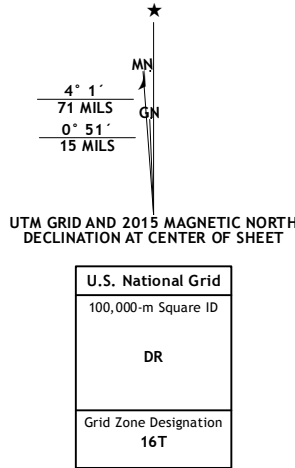 ★
MN
4° 1´
71 MILS
GN
0° 51´
15 MILS
UTM GRID AND 2015 MAGNETIC NORTH
DECLINATION AT CENTER OF SHEET
U.S. National Grid
100,000-m Square ID
DR
Grid Zone Designation
16T